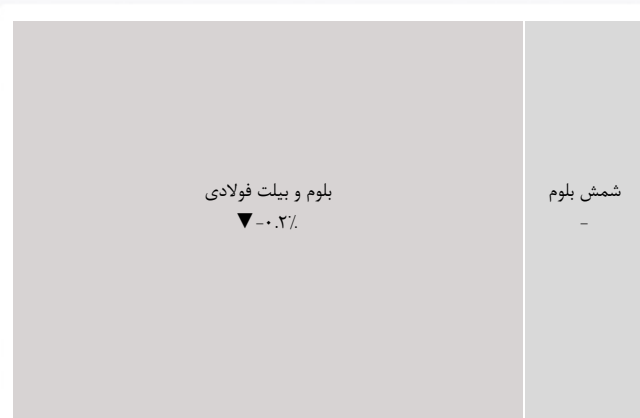 شمش بلوم
-
بلوم و بیلت فولادی
▼-۰.۲٪